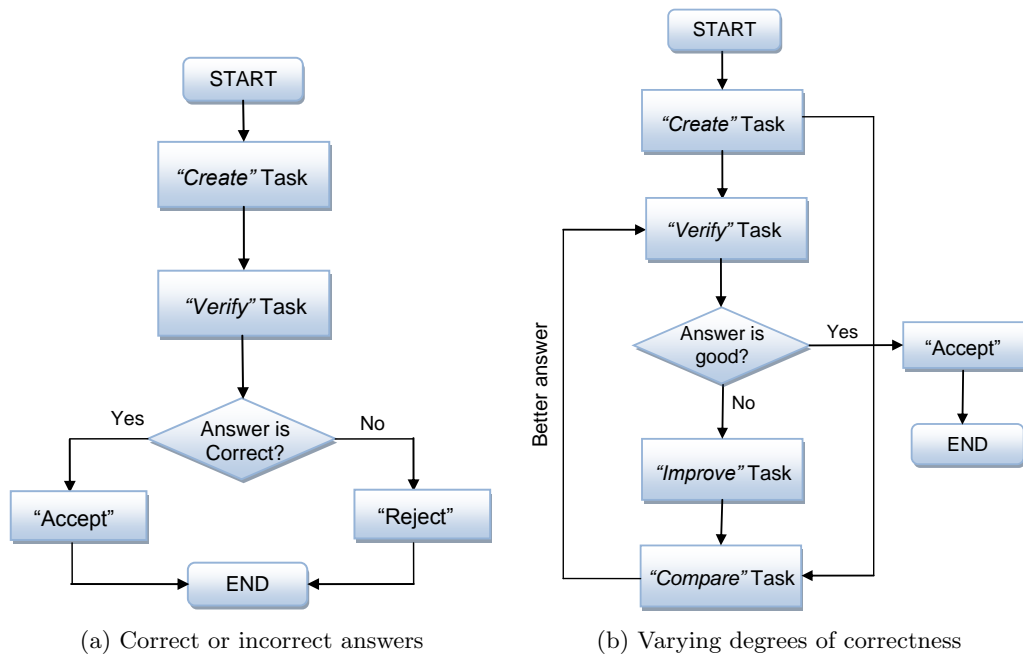 START
“Create” Task
“Verify” Task
Answer is
Correct?
Yes
No
“Accept”
“Reject”
END
(a) Correct or incorrect answers
START
“Create” Task
“Verify” Task
Answer is
good?
Yes
No
“Accept”
END
“Improve” Task
“Compare” Task
Better answer
(b) Varying degrees of correctness